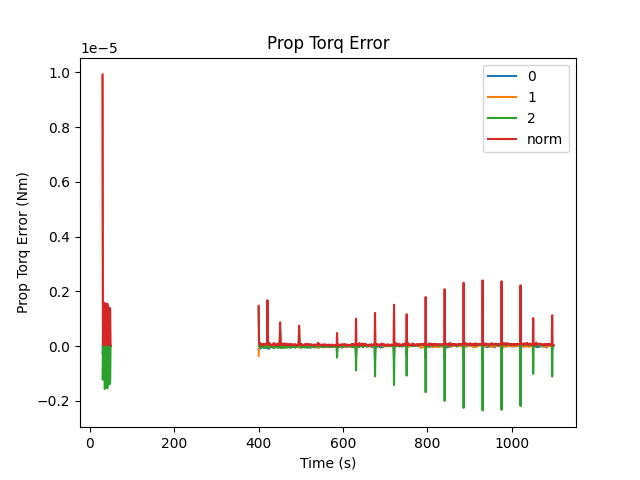 Prop Torq Error
1e−5
1.0
0.8
0.6
0.4
0.2
0.0
−0.2
Prop Torq Error (Nm)
0
1
2
norm
0 200 400 600 800 1000
Time (s)